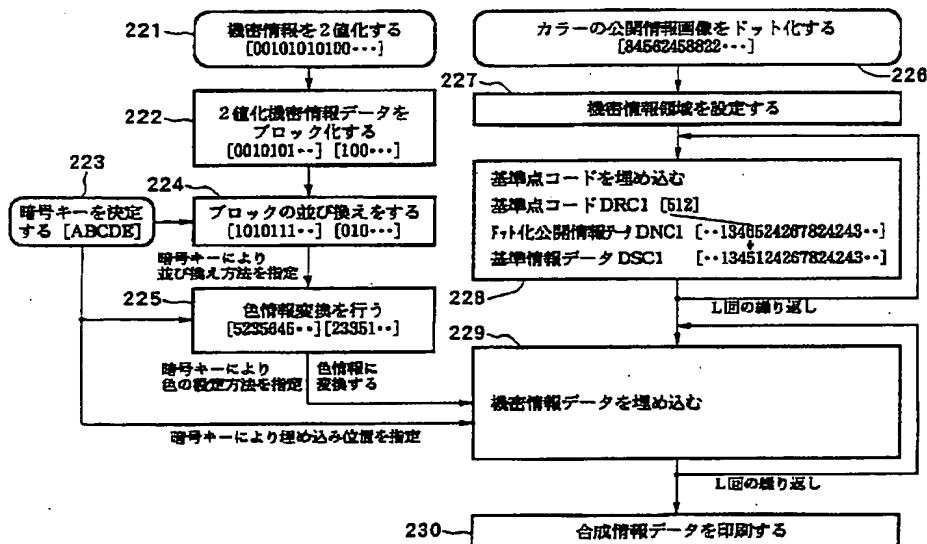 221
機密情報を2値化する
[00101010100・・・]
222
2値化機密情報データを
ブロック化する
[0010101・・] [100・・・]
223
暗号キーを決定
する [ABCDE]
224
ブロックの並び換えをする
[1010111・・] [010・・・]
暗号キーにより
並び換え方法を指定
225
色情報変換を行う
[5235645・・][23351・・]
暗号キーにより
色の設定方法を指定
色情報に
変換する
暗号キーにより埋め込み位置を指定
カラーの公開情報画像をドット化する
[84562458822・・・]
226
227
機密情報領域を設定する
基準点コードを埋め込む
基準点コードDRC1 [512]
ドット化公開情報データDNC1 [・・1346524267824243・・]
基準情報データDSC1 [・・1345124267824243・・]
228
L回の繰り返し
229
機密情報データを埋め込む
L回の繰り返し
230
合成情報データを印刷する